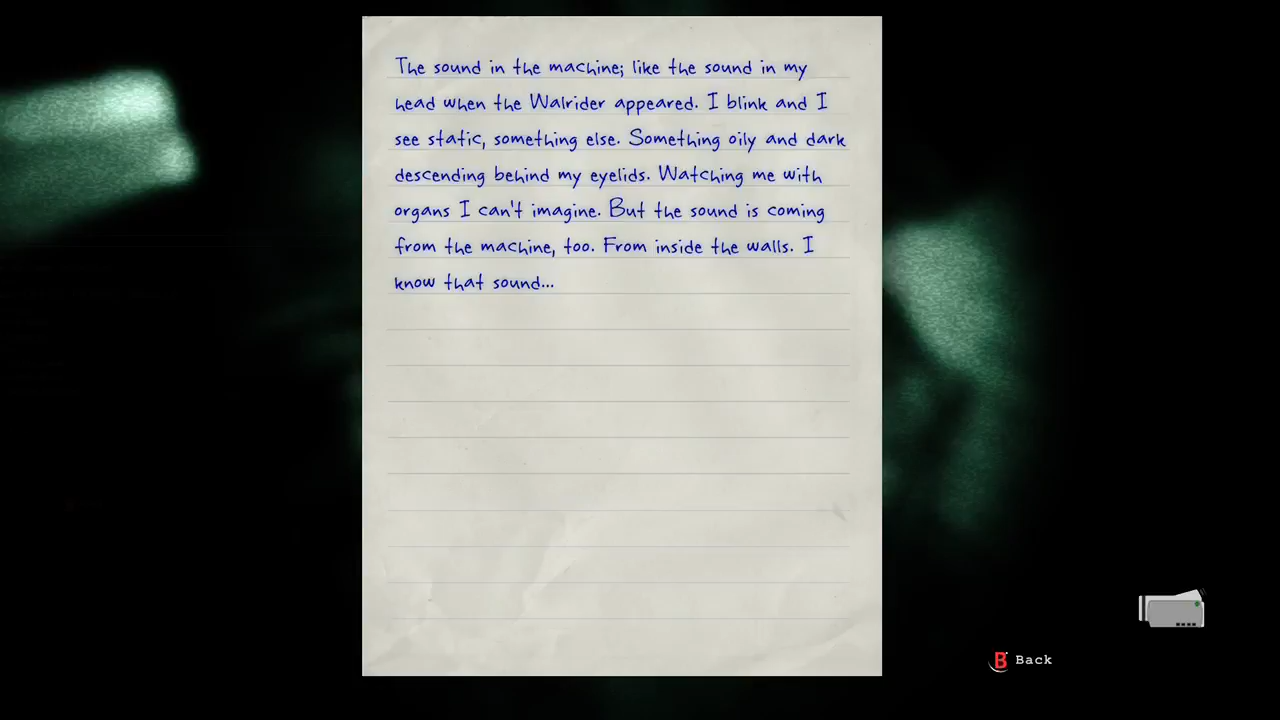 The sound in the machine; like the sound in my
head when the Walrider appeared. I blink and I
see static, something else. Something oily and dark
descending behind my eyelids. Watching me with
organs I can't imagine. But the sound is coming
from the machine, too. From inside the walls. I
know that sound...
B Back